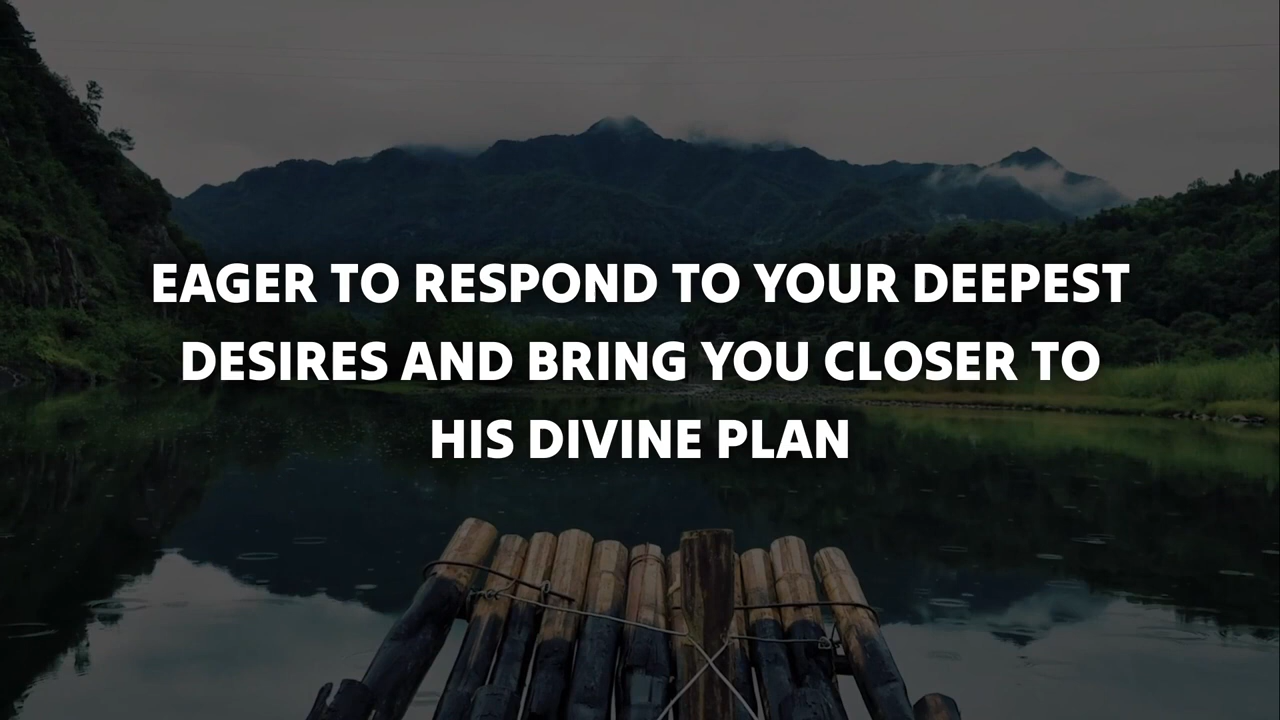 EAGER TO RESPOND TO YOUR DEEPEST
DESIRES AND BRING YOU CLOSER TO
HIS DIVINE PLAN